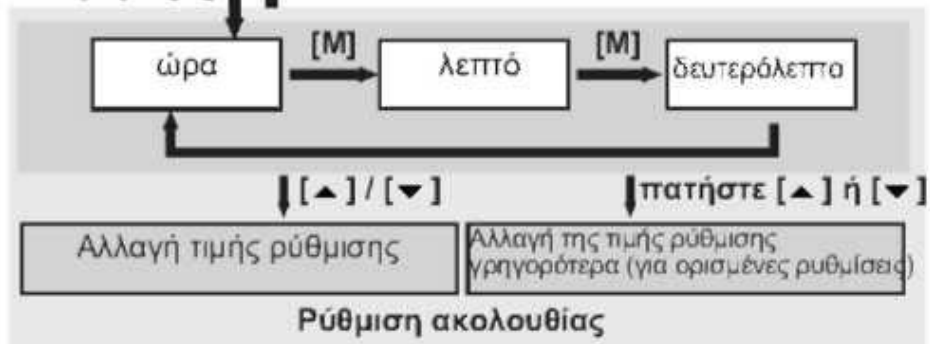 [M] [M]
ώρα λεπτό δευτερόλεπτο
[▲] / [▼] πατήστε [▲] ή [▼]
Αλλαγή τιμής ρύθμισης
Αλλαγή της τιμής ρύθμισης
γρηγορότερα (για ορισμένες ρυθμίσεις)
Ρύθμιση ακολουθίας